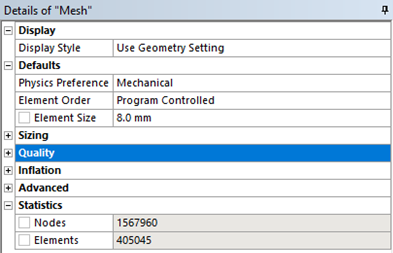 Details of "Mesh"
Display
Display Style Use Geometry Setting
Defaults
Physics Preference Mechanical
Element Order Program Controlled
Element Size 8.0 mm
Sizing
Quality
Inflation
Advanced
Statistics
Nodes 1567960
Elements 405045